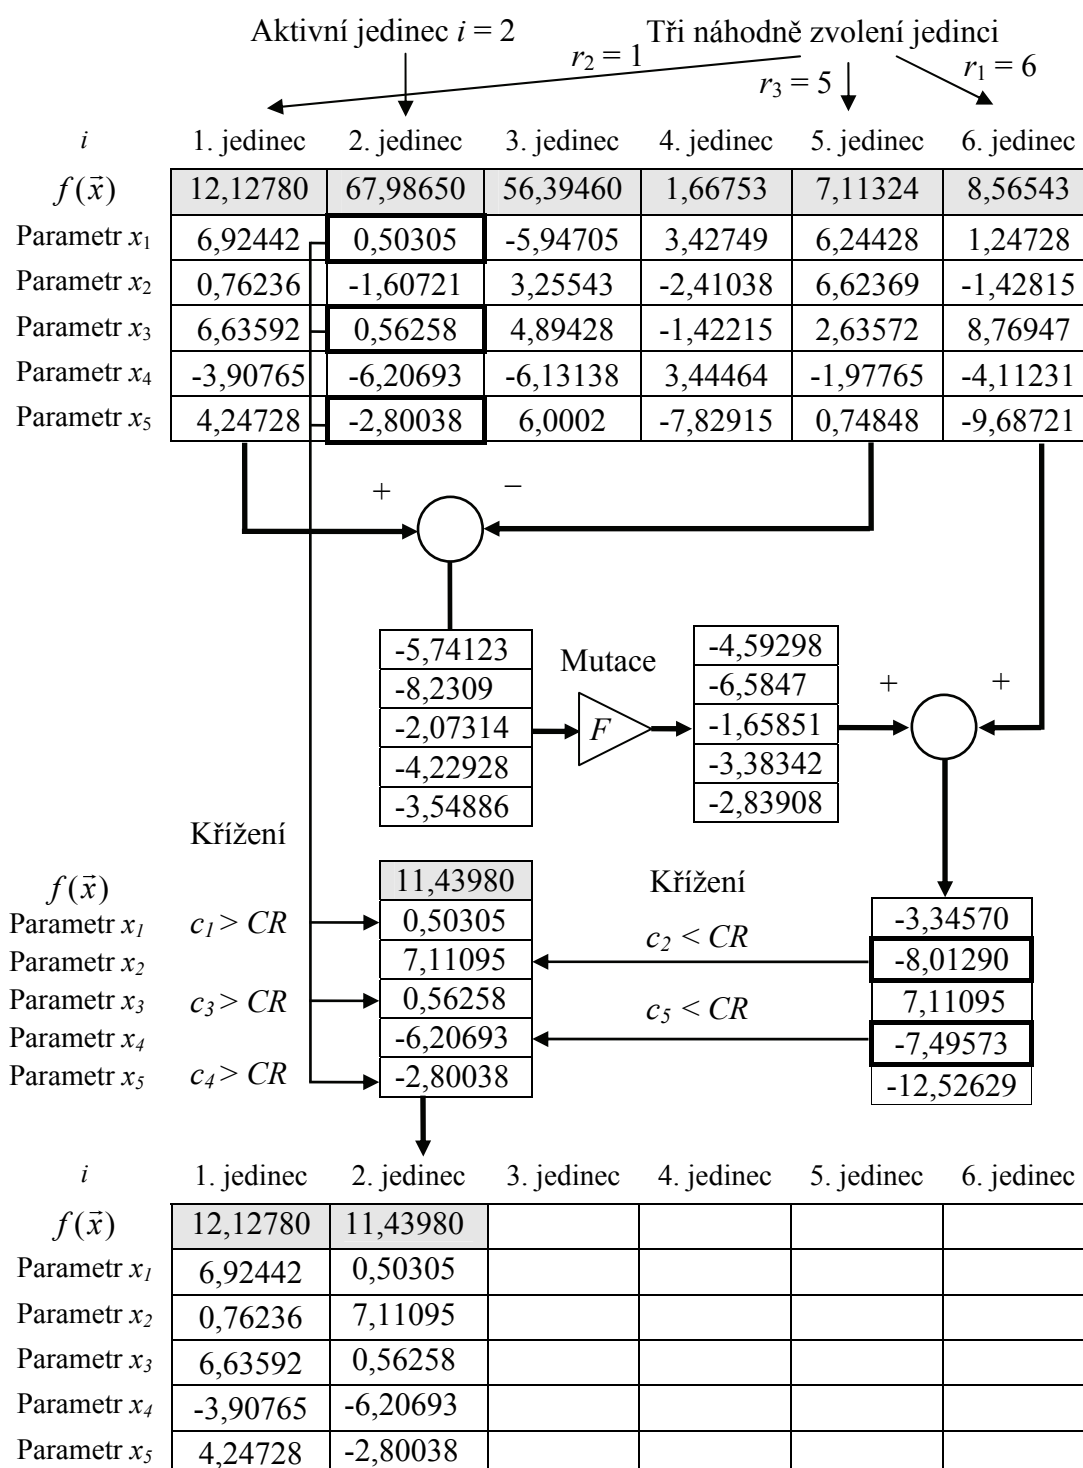 Aktivní jedinec i = 2 Tři náhodně zvolení jedinci
r2 = 1 r3 = 5 r1 = 6
i 1. jedinec 2. jedinec 3. jedinec 4. jedinec 5. jedinec 6. jedinec
f(x⃗) 12,12780 67,98650 56,39460 1,66753 7,11324 8,56543
Parametr x1 6,92442 0,50305 -5,94705 3,42749 6,24428 1,24728
Parametr x2 0,76236 -1,60721 3,25543 -2,41038 6,62369 -1,42815
Parametr x3 6,63592 0,56258 4,89428 -1,42215 2,63572 8,76947
Parametr x4 -3,90765 -6,20693 -6,13138 3,44464 -1,97765 -4,11231
Parametr x5 4,24728 -2,80038 6,0002 -7,82915 0,74848 -9,68721
+ −
-5,74123
-8,2309
-2,07314
-4,22928
-3,54886
Mutace
F
-4,59298
-6,5847
-1,65851
-3,38342
-2,83908
+ +
Křížení
f(x⃗) 11,43980 Křížení
Parametr x1 c1 > CR 0,50305 -3,34570
Parametr x2 7,11095 c2 < CR -8,01290
Parametr x3 c3 > CR 0,56258 7,11095
Parametr x4 -6,20693 c5 < CR -7,49573
Parametr x5 c4 > CR -2,80038 -12,52629
i 1. jedinec 2. jedinec 3. jedinec 4. jedinec 5. jedinec 6. jedinec
f(x⃗) 12,12780 11,43980
Parametr x1 6,92442 0,50305
Parametr x2 0,76236 7,11095
Parametr x3 6,63592 0,56258
Parametr x4 -3,90765 -6,20693
Parametr x5 4,24728 -2,80038